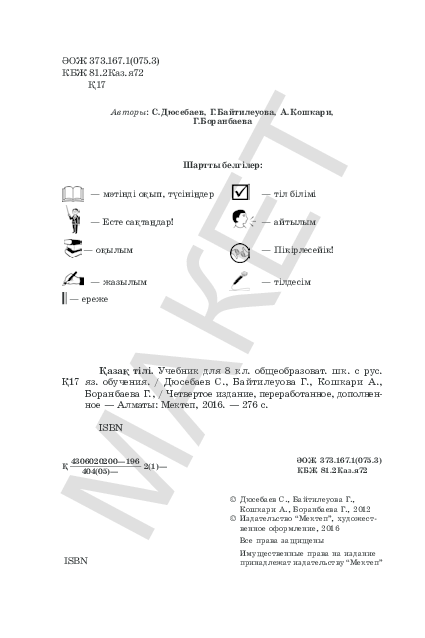 ӘОЖ 373.167.1(075.3)
КБЖ 81.2Каз.я72
Қ17
Авторы: С.Дюсебаев, Г.Байтилеуова, А.Кошкари,
Г.Боранбаева
Шартты белгілер:
— мәтінді оқып, түсініңдер
— тіл білімі
— Есте сақтаңдар!
— айтылым
— оқылым
— Пікірлесейік!
— жазылым
— тілдесім
— ереже
Қазақ тілі. Учебник для 8 кл. общеобразоват. шк. с рус.
Қ17 яз. обучения. / Дюсебаев С., Байтилеуова Г., Кошкари А.,
Боранбаева Г., / Четвертое издание, переработанное, дополнен-
ное — Алматы: Мектеп, 2016. — 276 с.
ISBN
Қ 4306020200—196
404(05)— 2(1)—
ӘОЖ 373.167.1(075.3)
КБЖ 81.2Каз.я72
© Дюсебаев С., Байтилеуова Г.,
Кошкари А., Боранбаева Г., 2012
© Издательство “Мектеп”, художест-
венное оформление, 2016
Все права защищены
Имущественные права на издание
принадлежат издательству “Мектеп”
ISBN
МАКЕТ